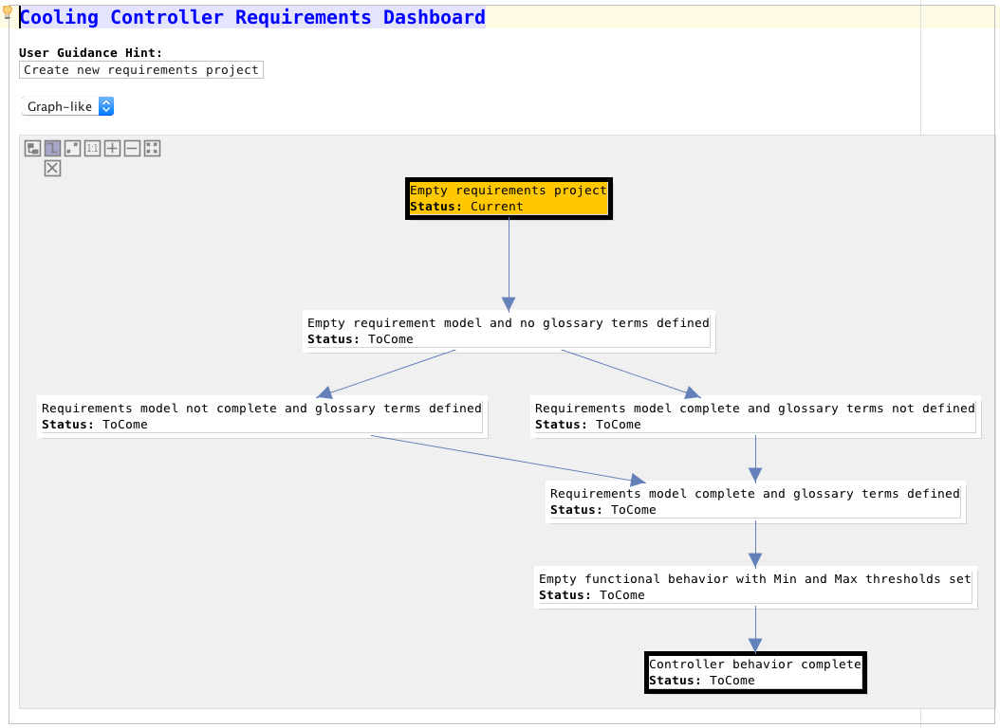 Cooling Controller Requirements Dashboard
User Guidance Hint:
Create new requirements project
Graph-like
1:1
Empty requirements project
Status: Current
Empty requirement model and no glossary terms defined
Status: ToCome
Requirements model not complete and glossary terms defined
Status: ToCome
Requirements model complete and glossary terms not defined
Status: ToCome
Requirements model complete and glossary terms defined
Status: ToCome
Empty functional behavior with Min and Max thresholds set
Status: ToCome
Controller behavior complete
Status: ToCome